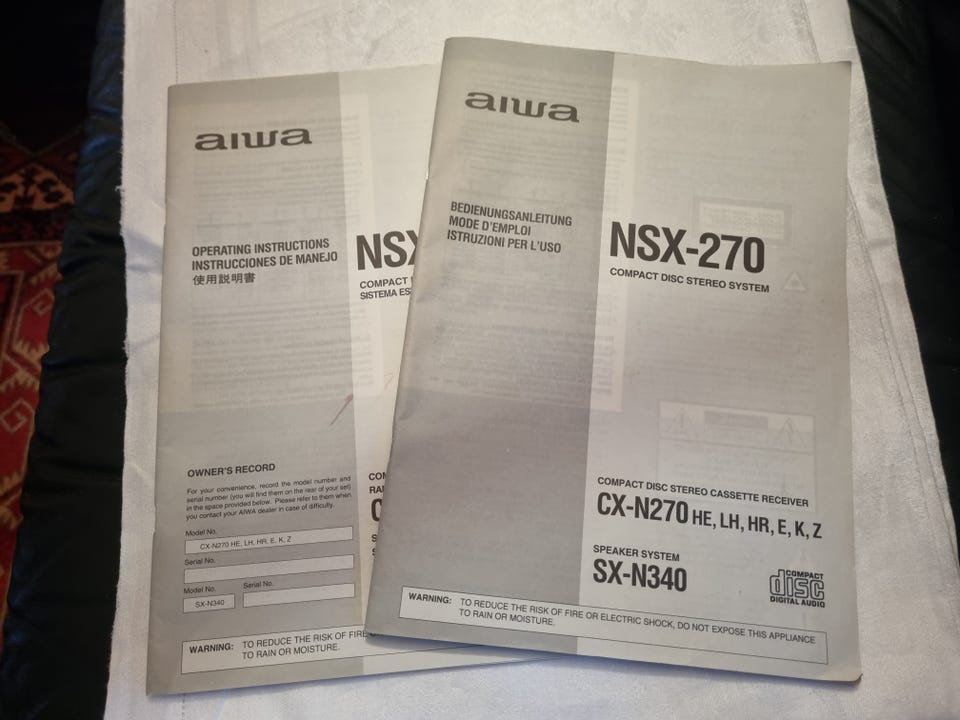 aiwa
OPERATING INSTRUCTIONS
INSTRUCCIONES DE MANEJO
使用說明書
NSX
COMPACT
SISTEMA ES
OWNER'S RECORD
For your convenience, record the model number and
serial number (you will find them on the rear of your set)
in the space provided below. Please refer to them when
you contact your AIWA dealer in case of difficulty.
Model No.
CX-N270 HE, LH, HR, E, K, Z
Serial No.
Model No. Serial No.
SX-N340
WARNING: TO REDUCE THE RISK OF FIRE
TO RAIN OR MOISTURE.
aiwa
BEDIENUNGSANLEITUNG
MODE D'EMPLOI
ISTRUZIONI PER L'USO
NSX-270
COMPACT DISC STEREO SYSTEM
COMPACT DISC STEREO CASSETTE RECEIVER
CX-N270 HE, LH, HR, E, K, Z
SPEAKER SYSTEM
SX-N340
COMPACT
disc
DIGITAL AUDIO
WARNING: TO REDUCE THE RISK OF FIRE OR ELECTRIC SHOCK, DO NOT EXPOSE THIS APPLIANCE
TO RAIN OR MOISTURE.